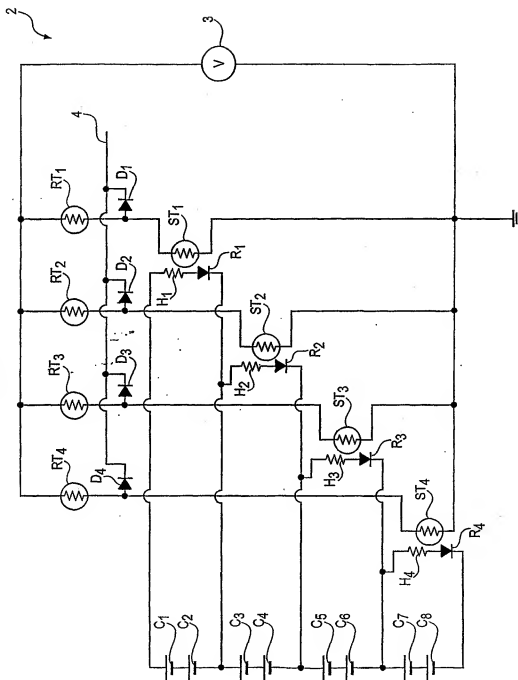 2
3
V
4
RT1
D1
ST1
H1
R1
RT2
D2
ST2
H2
R2
RT3
D3
ST3
H3
R3
RT4
D4
ST4
H4
R4
C1
C2
C3
C4
C5
C6
C7
C8